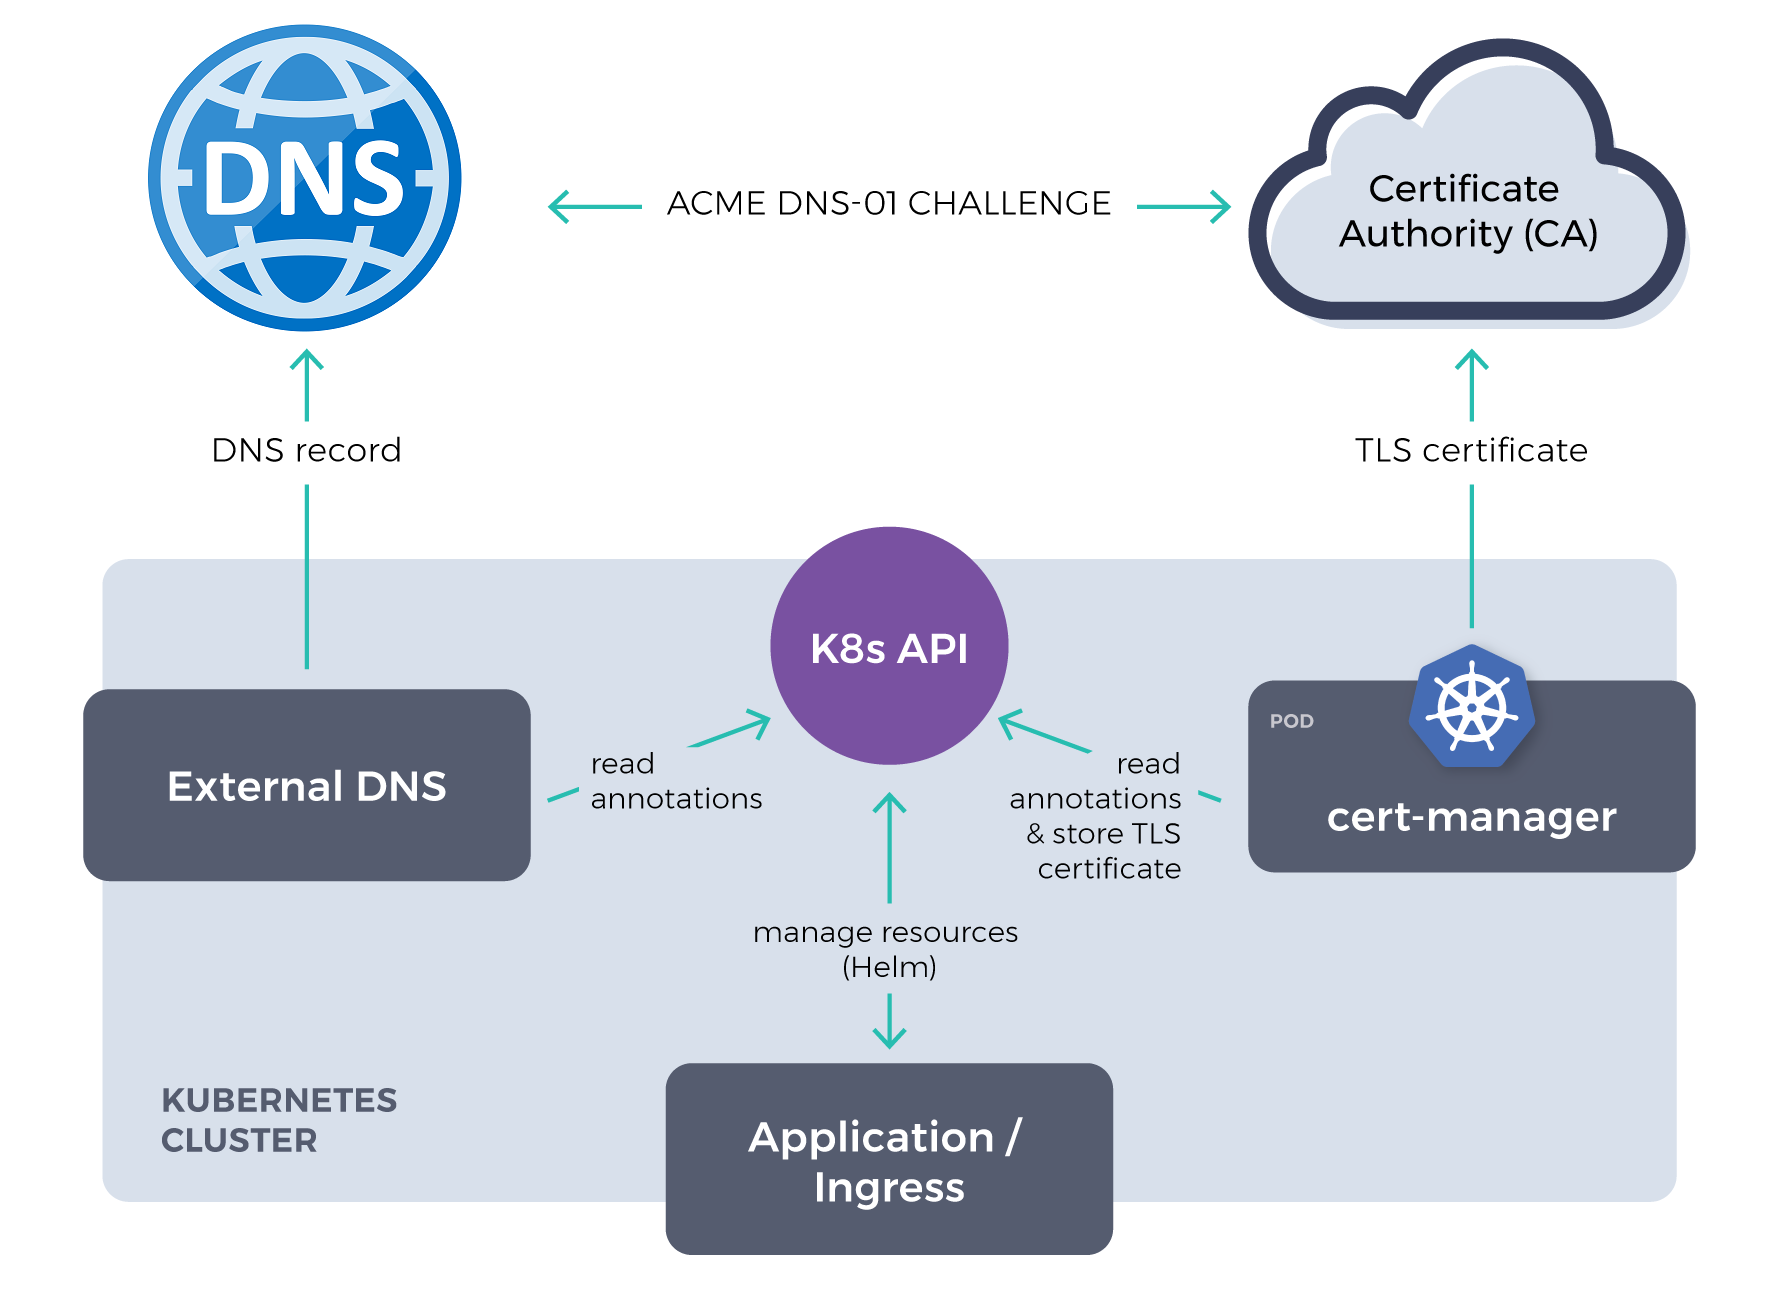 DNS
ACME DNS-01 CHALLENGE
Certificate
Authority (CA)
DNS record
TLS certificate
K8s API
External DNS
read
annotations
read
annotations
& store TLS
certificate
POD
cert-manager
manage resources
(Helm)
KUBERNETES
CLUSTER
Application /
Ingress